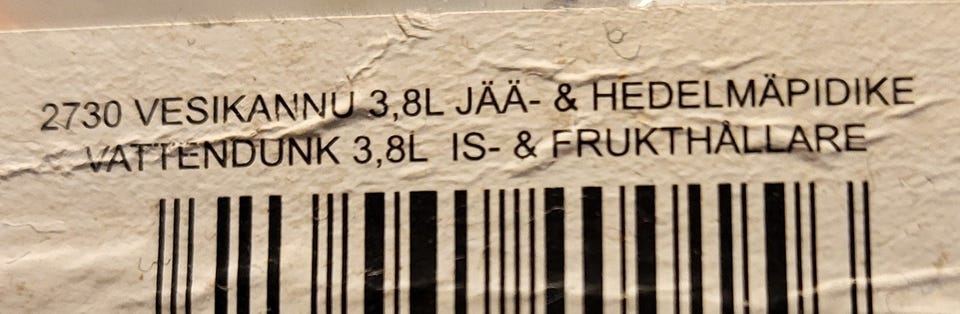 2730 VESIKANNU 3,8L JÄÄ- & HEDELMÄPIDIKE
VATTENDUNK 3,8L IS- & FRUKTHÅLLARE